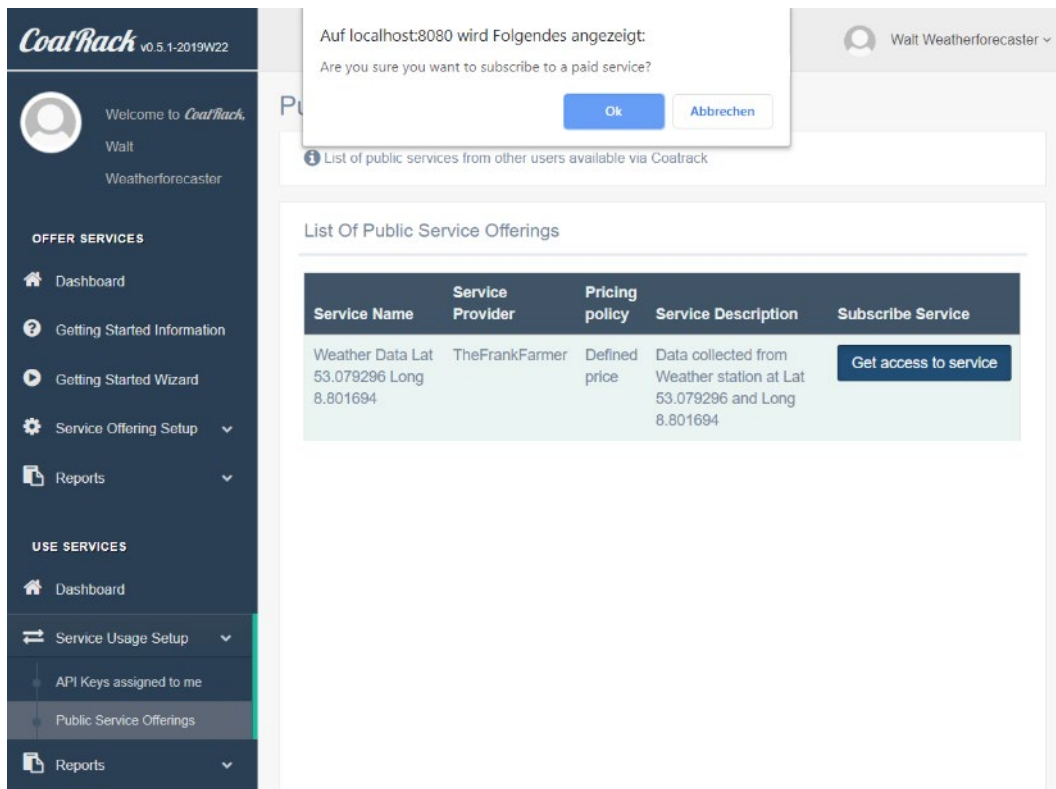 CoatRack v0.5.1-2019W22
Welcome to CoatRack,
Walt
Weatherforecaster
OFFER SERVICES
Dashboard
Getting Started Information
Getting Started Wizard
Service Offering Setup
Reports
USE SERVICES
Dashboard
Service Usage Setup
API Keys assigned to me
Public Service Offerings
Reports
Auf localhost:8080 wird Folgendes angezeigt:
Are you sure you want to subscribe to a paid service?
Ok Abbrechen
Walt Weatherforecaster
List of public services from other users available via Coatrack
List Of Public Service Offerings
Service Name Service Provider Pricing policy Service Description Subscribe Service
Weather Data Lat
53.079296 Long
8.801694
TheFrankFarmer
Defined
price
Data collected from
Weather station at Lat
53.079296 and Long
8.801694
Get access to service